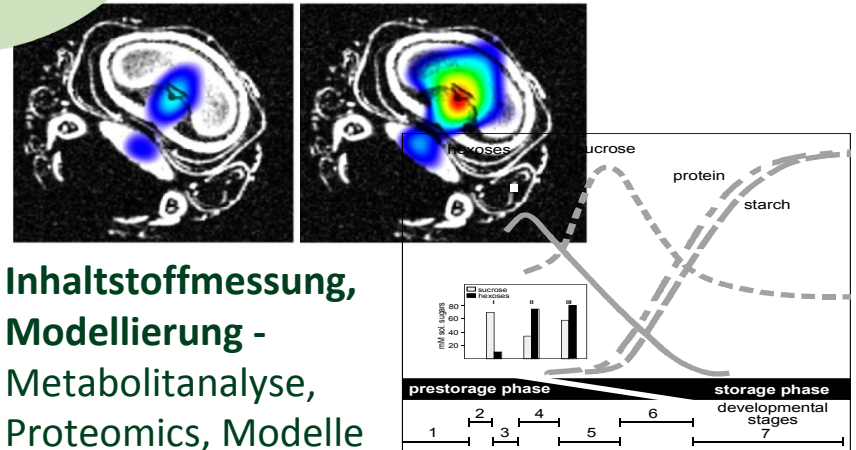 hexoses
sucrose
protein
starch
sucrose
hexoses
I II III
mM sol. sugers
80
60
40
20
prestorage phase storage phase
developmental
stages
1 2 3 4 5 6 7
Inhaltstoffmessung,
Modellierung -
Metabolitanalyse,
Proteomics, Modelle